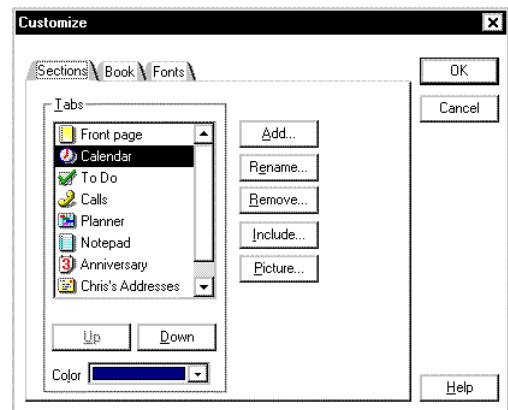 Customize
Sections Book Fonts
OK
Cancel
Tabs
Front page
Calendar
To Do
Calls
Planner
Notepad
Anniversary
Chris's Addresses
Add...
Rename...
Remove...
Include...
Picture...
Up Down
Color
Help